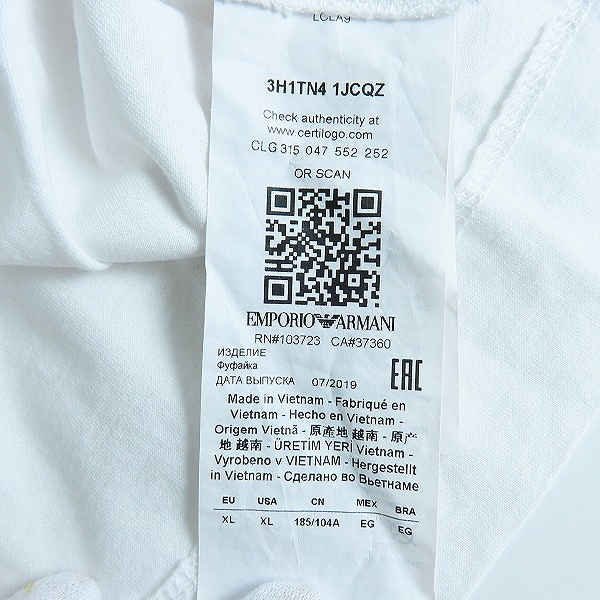 LCLA9
3H1TN4 1JCQZ
Check authenticity at
www.certilogo.com
CLG 315 047 552 252
OR SCAN
EMPORIO ARMANI
RN#103723 CA#37360
ИЗДЕЛИЕ
Фуфайка
ДАТА ВЫПУСКА 07/2019
EAC
Made in Vietnam - Fabriqué en
Vietnam - Hecho en Vietnam -
Origem Vietnã - 原產地 越南 - 原产
地 越南 - ÜRETİM YERİ Vietnam -
Vyrobeno v VIETNAM - Hergestellt
in Vietnam - Сделано во Вьетнаме
EU USA CN MEX BRA
XL XL 185/104A EG EG